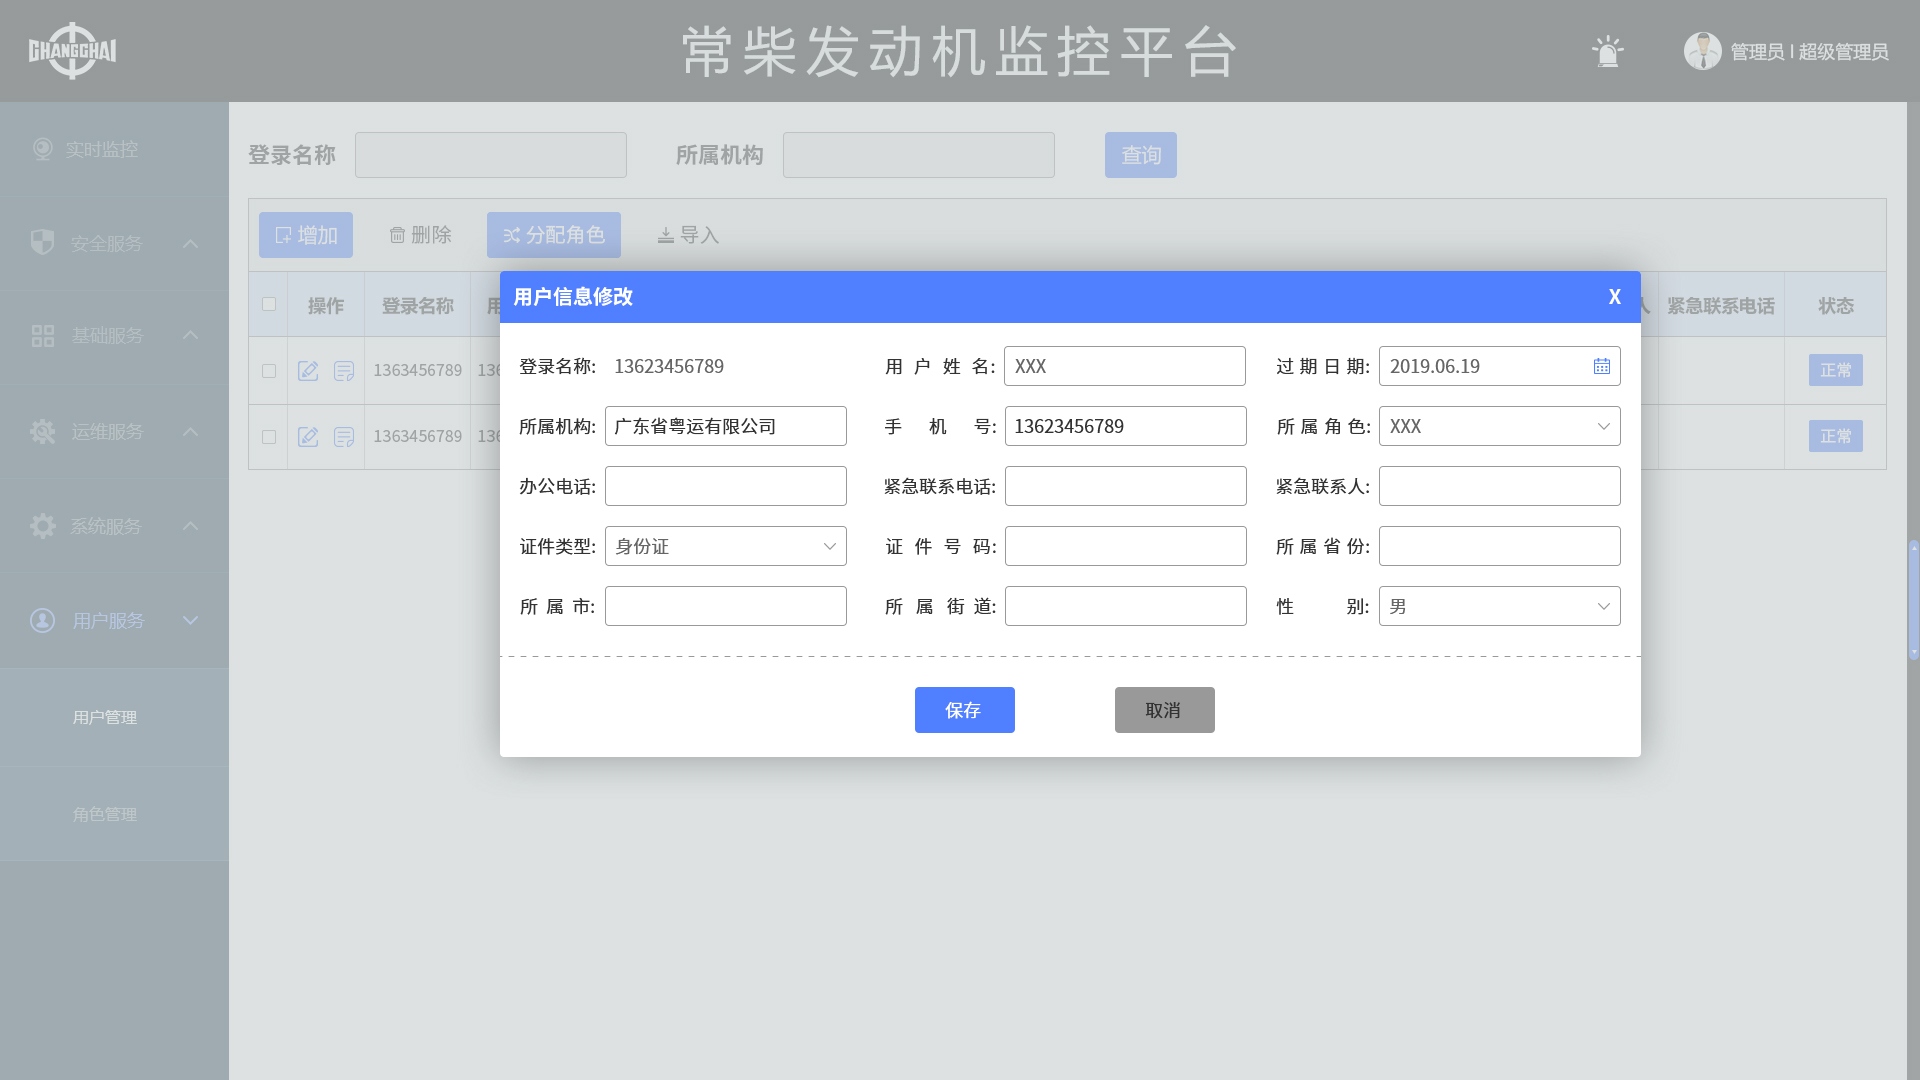 CHANGCHAI
常柴发动机监控平台
管理员 | 超级管理员
实时监控
安全服务
基础服务
运维服务
系统服务
用户服务
用户管理
角色管理
登录名称
所属机构
查询
增加 删除 分配角色 导入
操作 登录名称 用 人 紧急联系电话 状态
1363456789 136 正常
1363456789 136 正常
用户信息修改 X
登录名称: 13623456789 用户姓名: XXX 过期日期: 2019.06.19
所属机构: 广东省粤运有限公司 手机号: 13623456789 所属角色: XXX
办公电话: 紧急联系电话: 紧急联系人:
证件类型: 身份证 证件号码: 所属省份:
所属市: 所属街道: 性别: 男
保存 取消